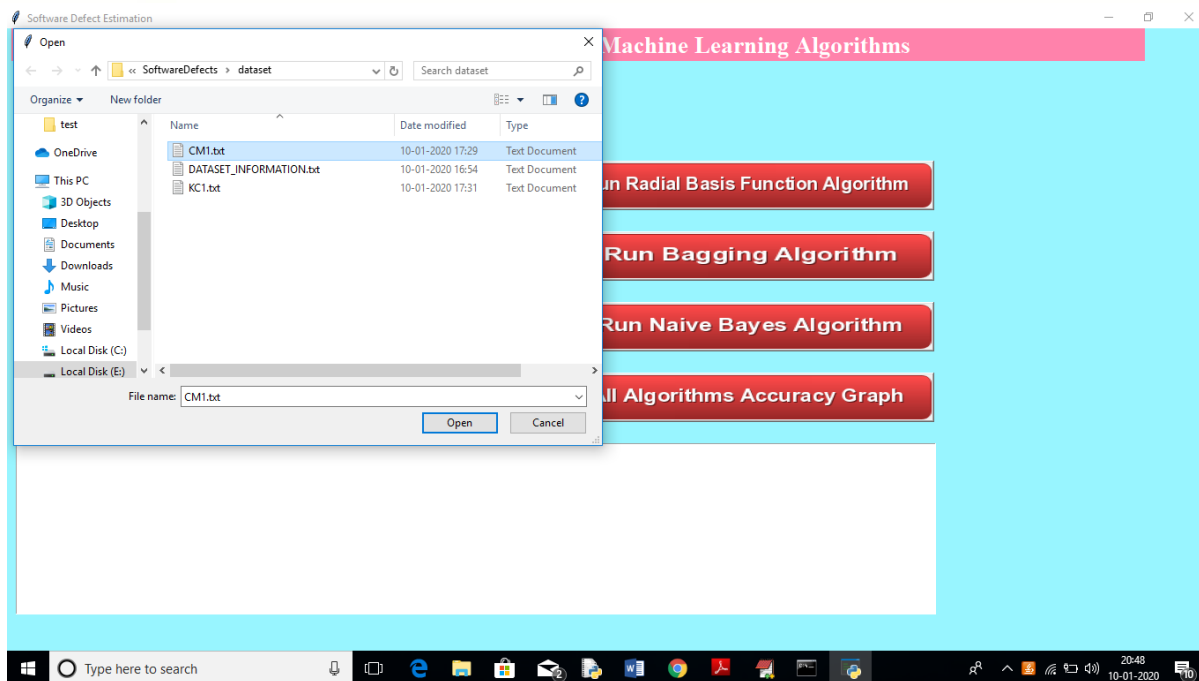 Software Defect Estimation
Open
Machine Learning Algorithms
« SoftwareDefects › dataset
Search dataset
Organize
New folder
test
OneDrive
This PC
3D Objects
Desktop
Documents
Downloads
Music
Pictures
Videos
Local Disk (C:)
Local Disk (E:)
Name Date modified Type
CM1.txt 10-01-2020 17:29 Text Document
DATASET_INFORMATION.txt 10-01-2020 16:54 Text Document
KC1.txt 10-01-2020 17:31 Text Document
File name: CM1.txt
Open Cancel
un Radial Basis Function Algorithm
Run Bagging Algorithm
Run Naive Bayes Algorithm
ll Algorithms Accuracy Graph
Type here to search
20:48
10-01-2020